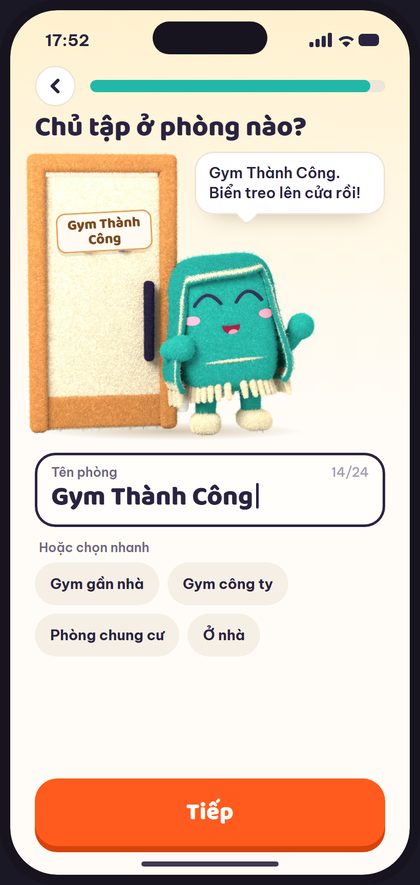 17:52
Chủ tập ở phòng nào?
Gym Thành Công.
Biển treo lên cửa rồi!
Gym Thành
Công
Tên phòng
14/24
Gym Thành Công
Hoặc chọn nhanh
Gym gần nhà
Gym công ty
Phòng chung cư
Ở nhà
Tiếp